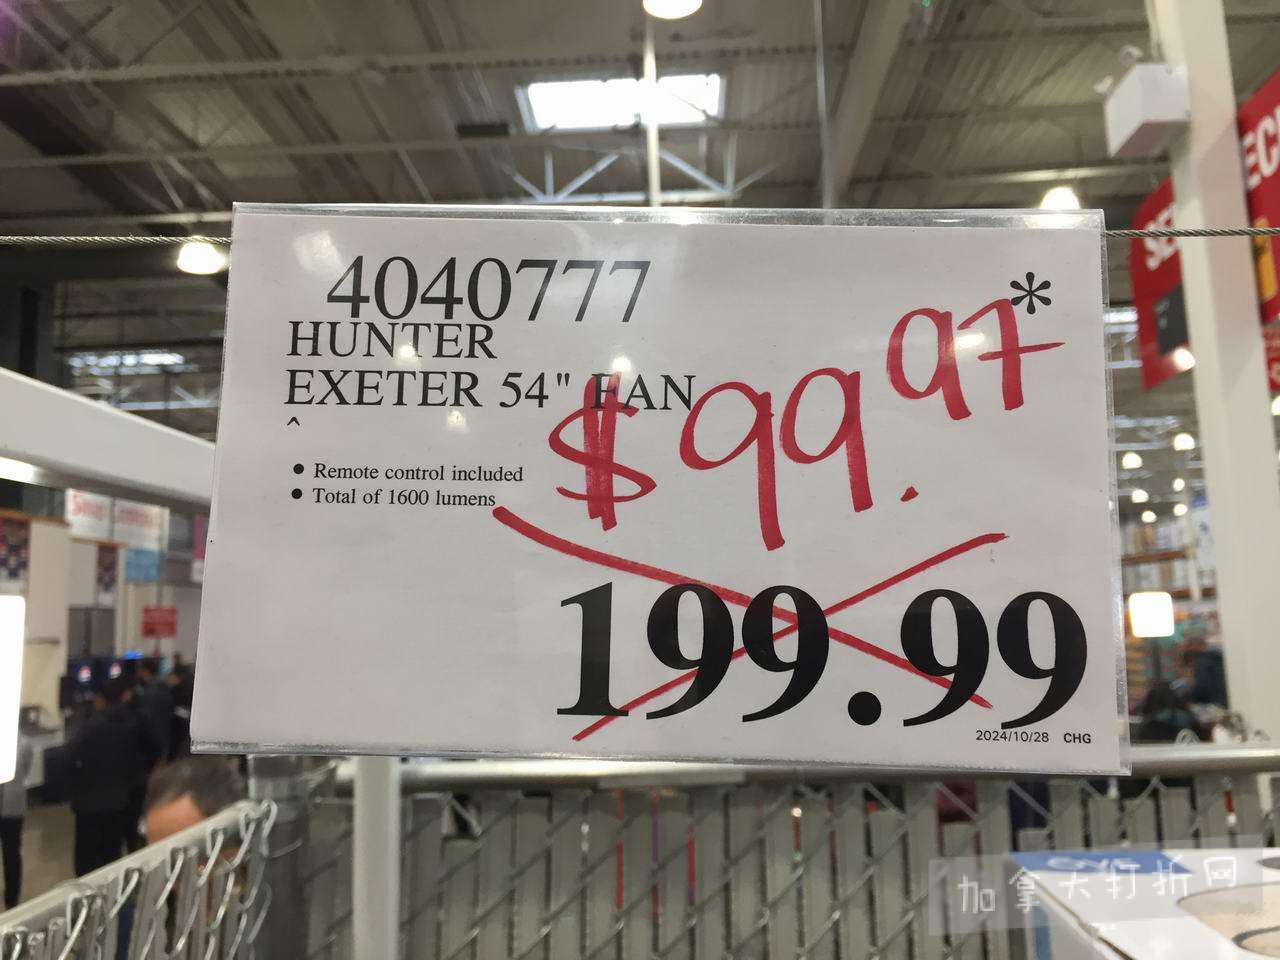 4040777
*
HUNTER
EXETER 54" FAN
^
$99.97
• Remote control included
• Total of 1600 lumens
199.99
2024/10/28 CHG
加拿大打折网